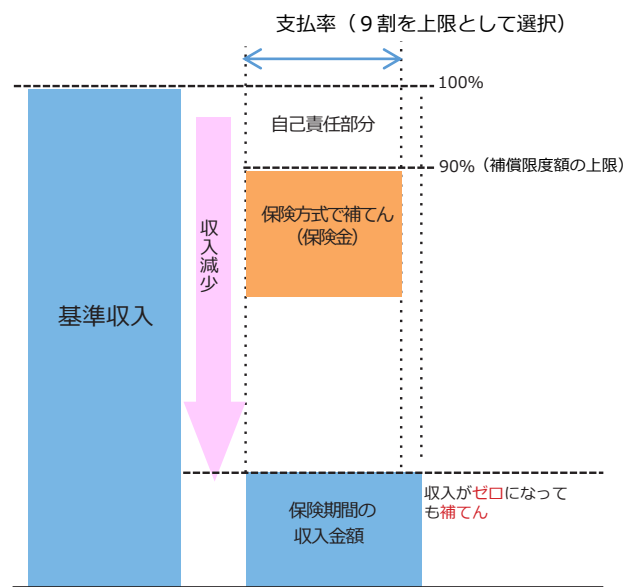 支払率（９割を上限として選択）
100%
自己責任部分
90%（補償限度額の上限）
保険方式で補てん
（保険金）
収入減少
基準収入
収入がゼロになって
も補てん
保険期間の
収入金額